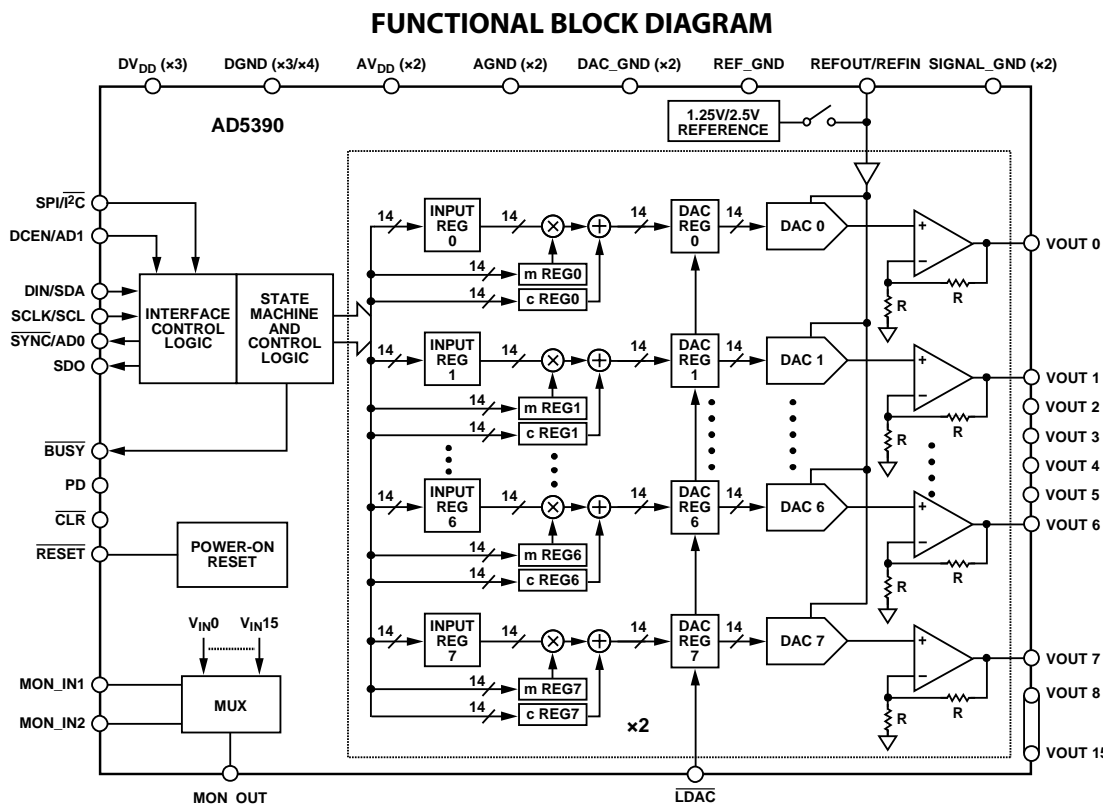 FUNCTIONAL BLOCK DIAGRAM
DVDD (×3)
DGND (×3/×4)
AVDD (×2)
AGND (×2)
DAC_GND (×2)
REF_GND
REFOUT/REFIN
SIGNAL_GND (×2)
AD5390
1.25V/2.5V
REFERENCE
SPI/I²C
DCEN/AD1
DIN/SDA
SCLK/SCL
SYNC/AD0
SDO
BUSY
PD
CLR
RESET
MON_IN1
MON_IN2
INTERFACE
CONTROL
LOGIC
STATE
MACHINE
AND
CONTROL
LOGIC
POWER-ON
RESET
VIN0
VIN15
MUX
MON_OUT
14
INPUT
REG
0
14
×
+
14
DAC
REG
0
14
DAC 0
+
–
R
R
VOUT 0
14
m REG0
14
c REG0
14
INPUT
REG
1
14
×
+
14
DAC
REG
1
14
DAC 1
+
–
R
R
VOUT 1
14
m REG1
14
c REG1
VOUT 2
VOUT 3
VOUT 4
VOUT 5
14
INPUT
REG
6
14
×
+
14
DAC
REG
6
14
DAC 6
+
–
R
R
VOUT 6
14
m REG6
14
c REG6
14
INPUT
REG
7
14
×
+
14
DAC
REG
7
14
DAC 7
+
–
R
R
VOUT 7
14
m REG7
14
c REG7
×2
VOUT 8
VOUT 15
LDAC